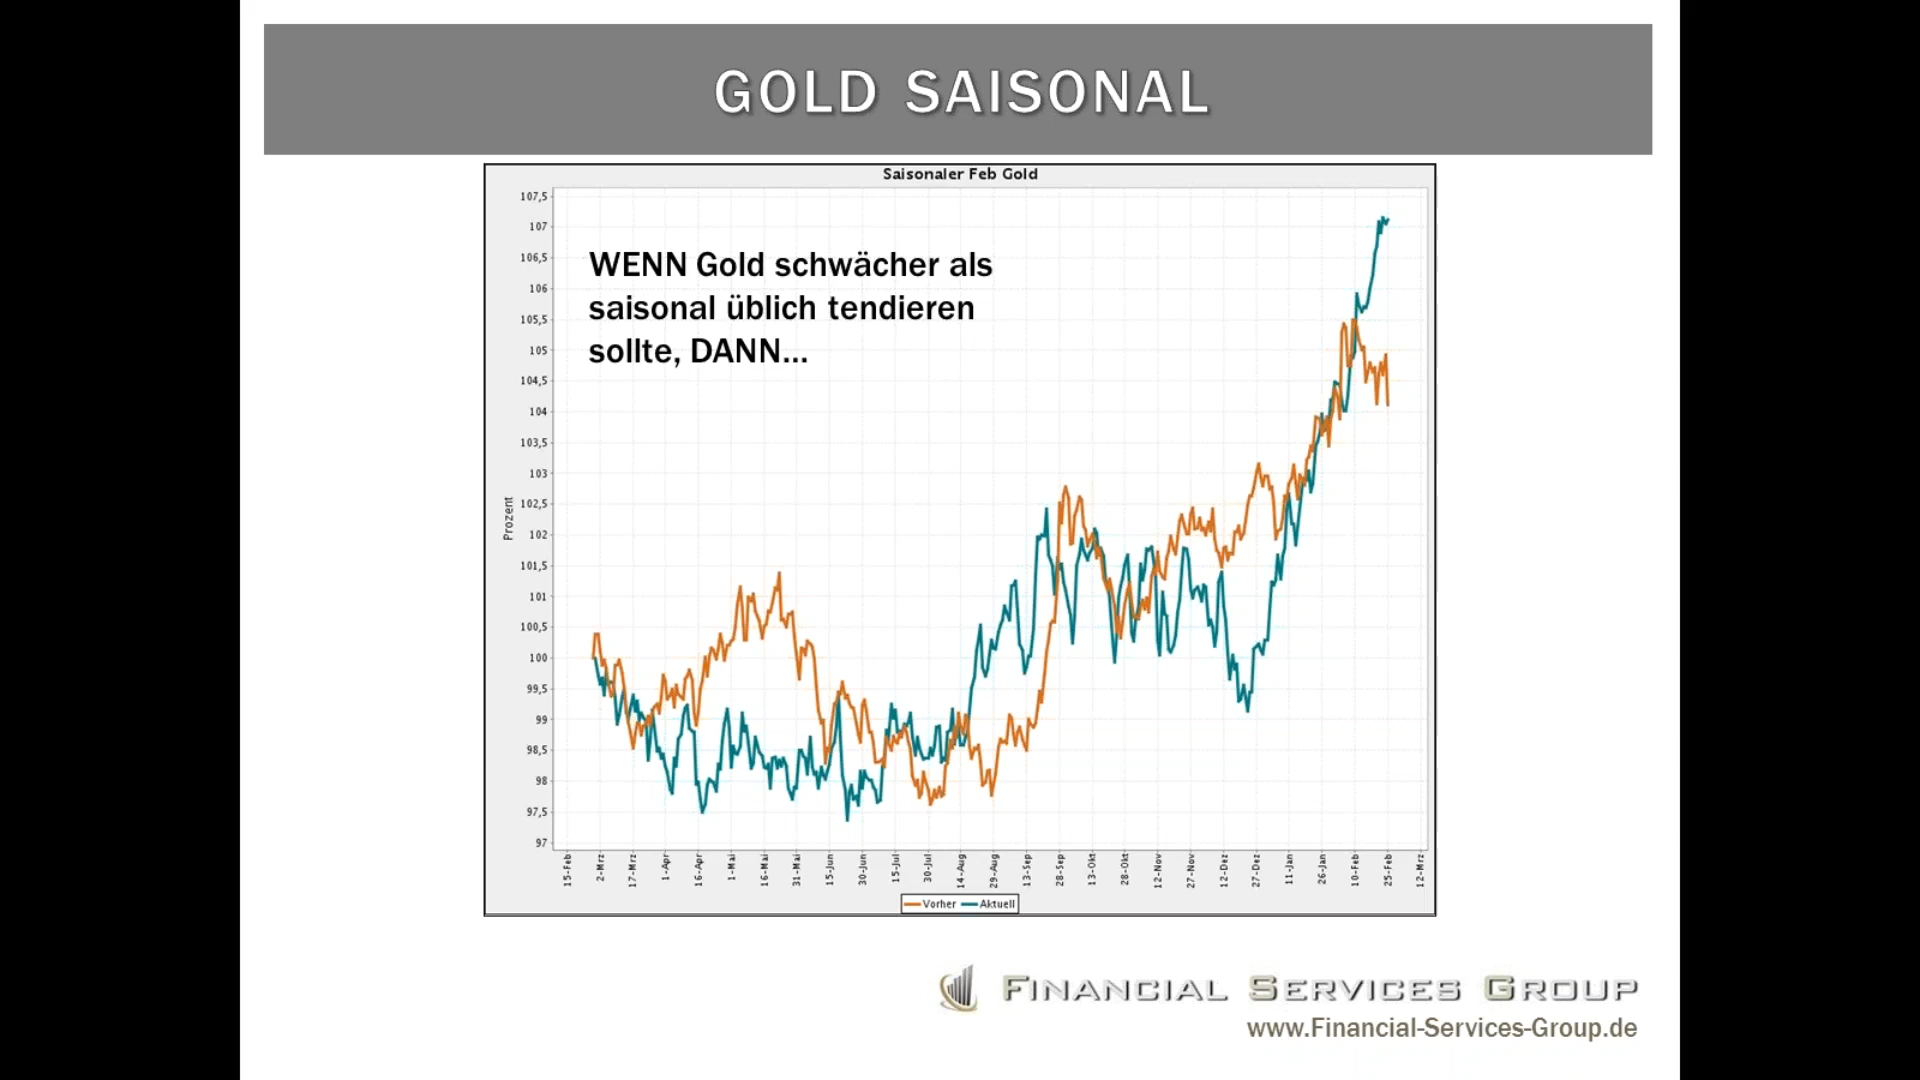 GOLD SAISONAL
Saisonaler Feb Gold
WENN Gold schwächer als
saisonal üblich tendieren
sollte, DANN...
Prozent
107,5
107
106,5
106
105,5
105
104,5
104
103,5
103
102,5
102
101,5
101
100,5
100
99,5
99
98,5
98
97,5
97
15-Feb
2-Mrz
17-Mrz
1-Apr
16-Apr
1-Mai
16-Mai
31-Mai
15-Jun
30-Jun
15-Jul
30-Jul
14-Aug
29-Aug
13-Sep
28-Sep
13-Okt
28-Okt
12-Nov
27-Nov
12-Dez
27-Dez
11-Jan
26-Jan
10-Feb
25-Feb
12-Mrz
Vorher Aktuell
FINANCIAL SERVICES GROUP
www.Financial-Services-Group.de